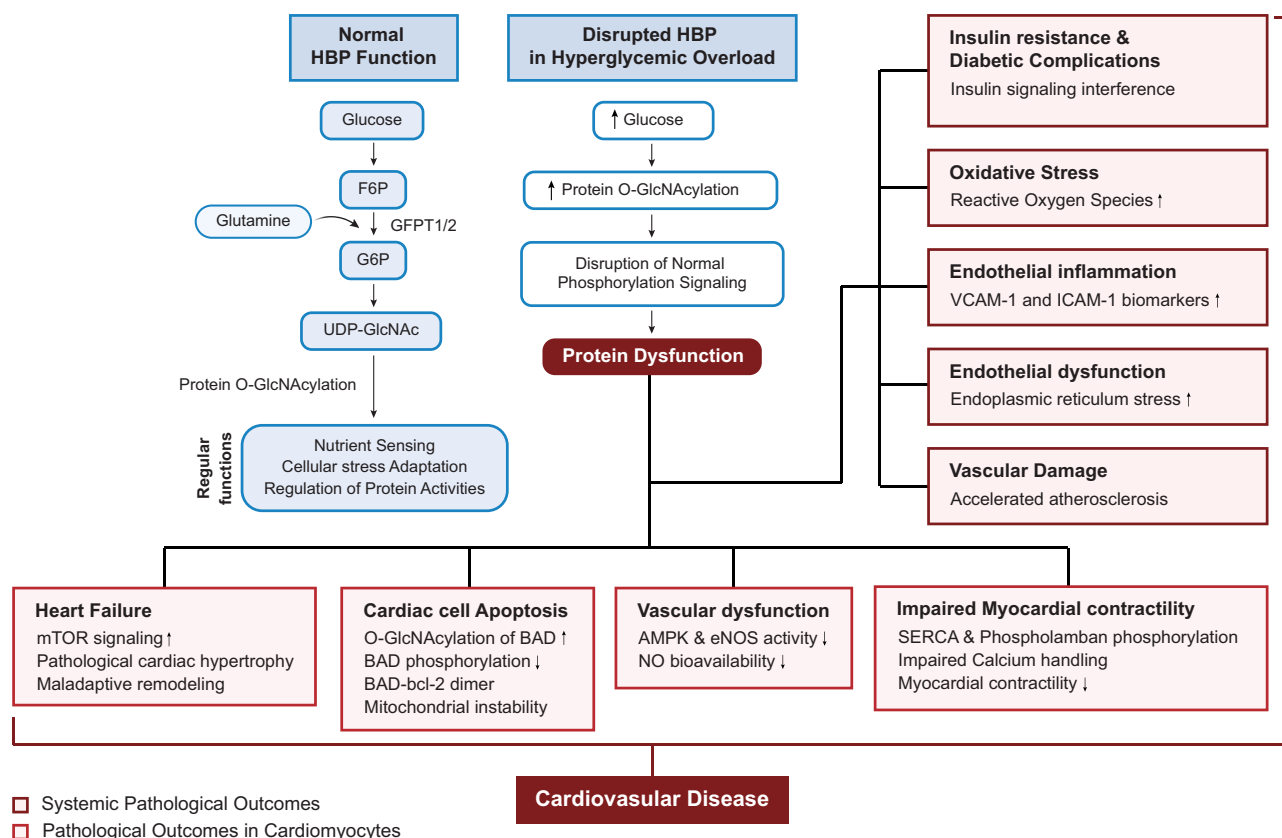 Normal
HBP Function
Glucose
F6P
Glutamine
GFPT1/2
G6P
UDP-GlcNAc
Protein O-GlcNAcylation
Regular
functions
Nutrient Sensing
Cellular stress Adaptation
Regulation of Protein Activities
Disrupted HBP
in Hyperglycemic Overload
↑ Glucose
↑ Protein O-GlcNAcylation
Disruption of Normal
Phosphorylation Signaling
Protein Dysfunction
Insulin resistance &
Diabetic Complications
Insulin signaling interference
Oxidative Stress
Reactive Oxygen Species ↑
Endothelial inflammation
VCAM-1 and ICAM-1 biomarkers ↑
Endothelial dysfunction
Endoplasmic reticulum stress ↑
Vascular Damage
Accelerated atherosclerosis
Heart Failure
mTOR signaling ↑
Pathological cardiac hypertrophy
Maladaptive remodeling
Cardiac cell Apoptosis
O-GlcNAcylation of BAD ↑
BAD phosphorylation ↓
BAD-bcl-2 dimer
Mitochondrial instability
Vascular dysfunction
AMPK & eNOS activity ↓
NO bioavailability ↓
Impaired Myocardial contractility
SERCA & Phospholamban phosphorylation
Impaired Calcium handling
Myocardial contractility ↓
Cardiovascular Disease
Systemic Pathological Outcomes
Pathological Outcomes in Cardiomyocytes